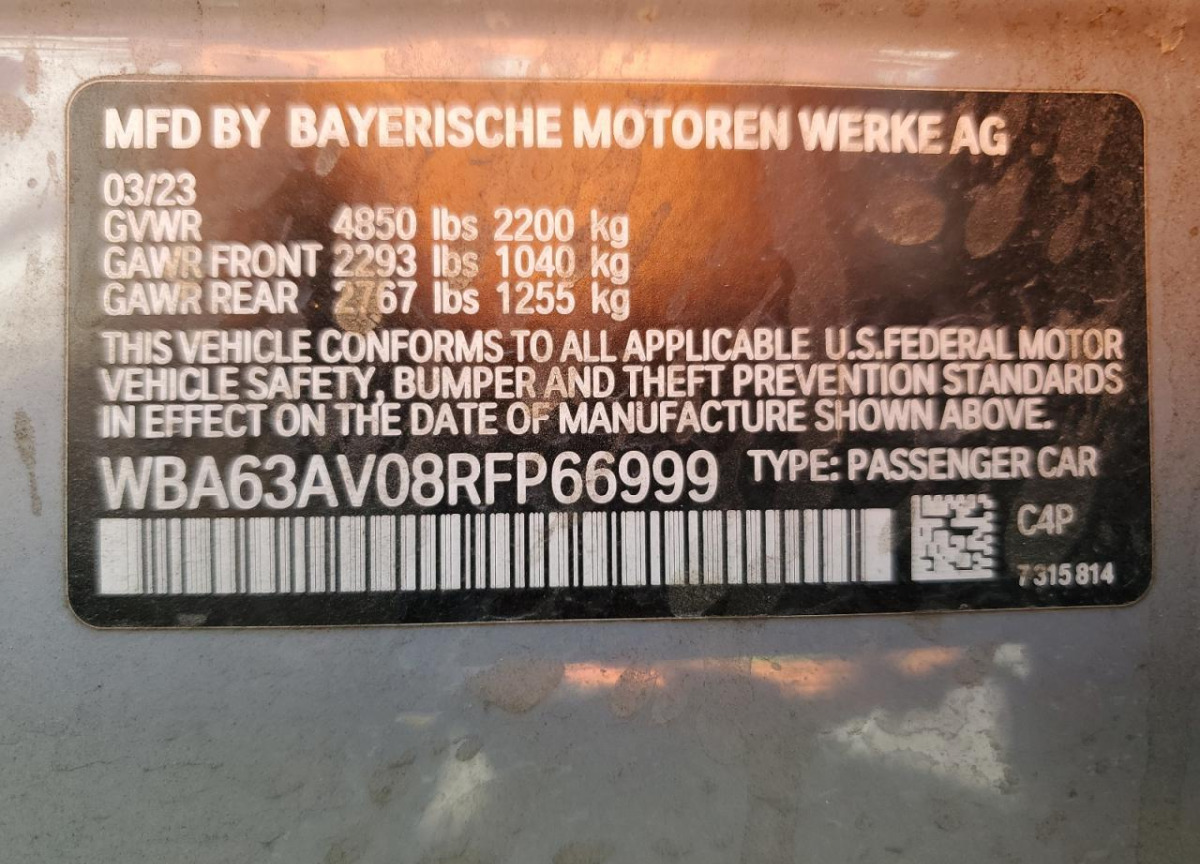 MFD BY BAYERISCHE MOTOREN WERKE AG
03/23
GVWR 4850 lbs 2200 kg
GAWR FRONT 2293 lbs 1040 kg
GAWR REAR 2767 lbs 1255 kg
THIS VEHICLE CONFORMS TO ALL APPLICABLE U.S.FEDERAL MOTOR
VEHICLE SAFETY, BUMPER AND THEFT PREVENTION STANDARDS
IN EFFECT ON THE DATE OF MANUFACTURE SHOWN ABOVE.
WBA63AV08RFP66999 TYPE: PASSENGER CAR
C4P
7315814